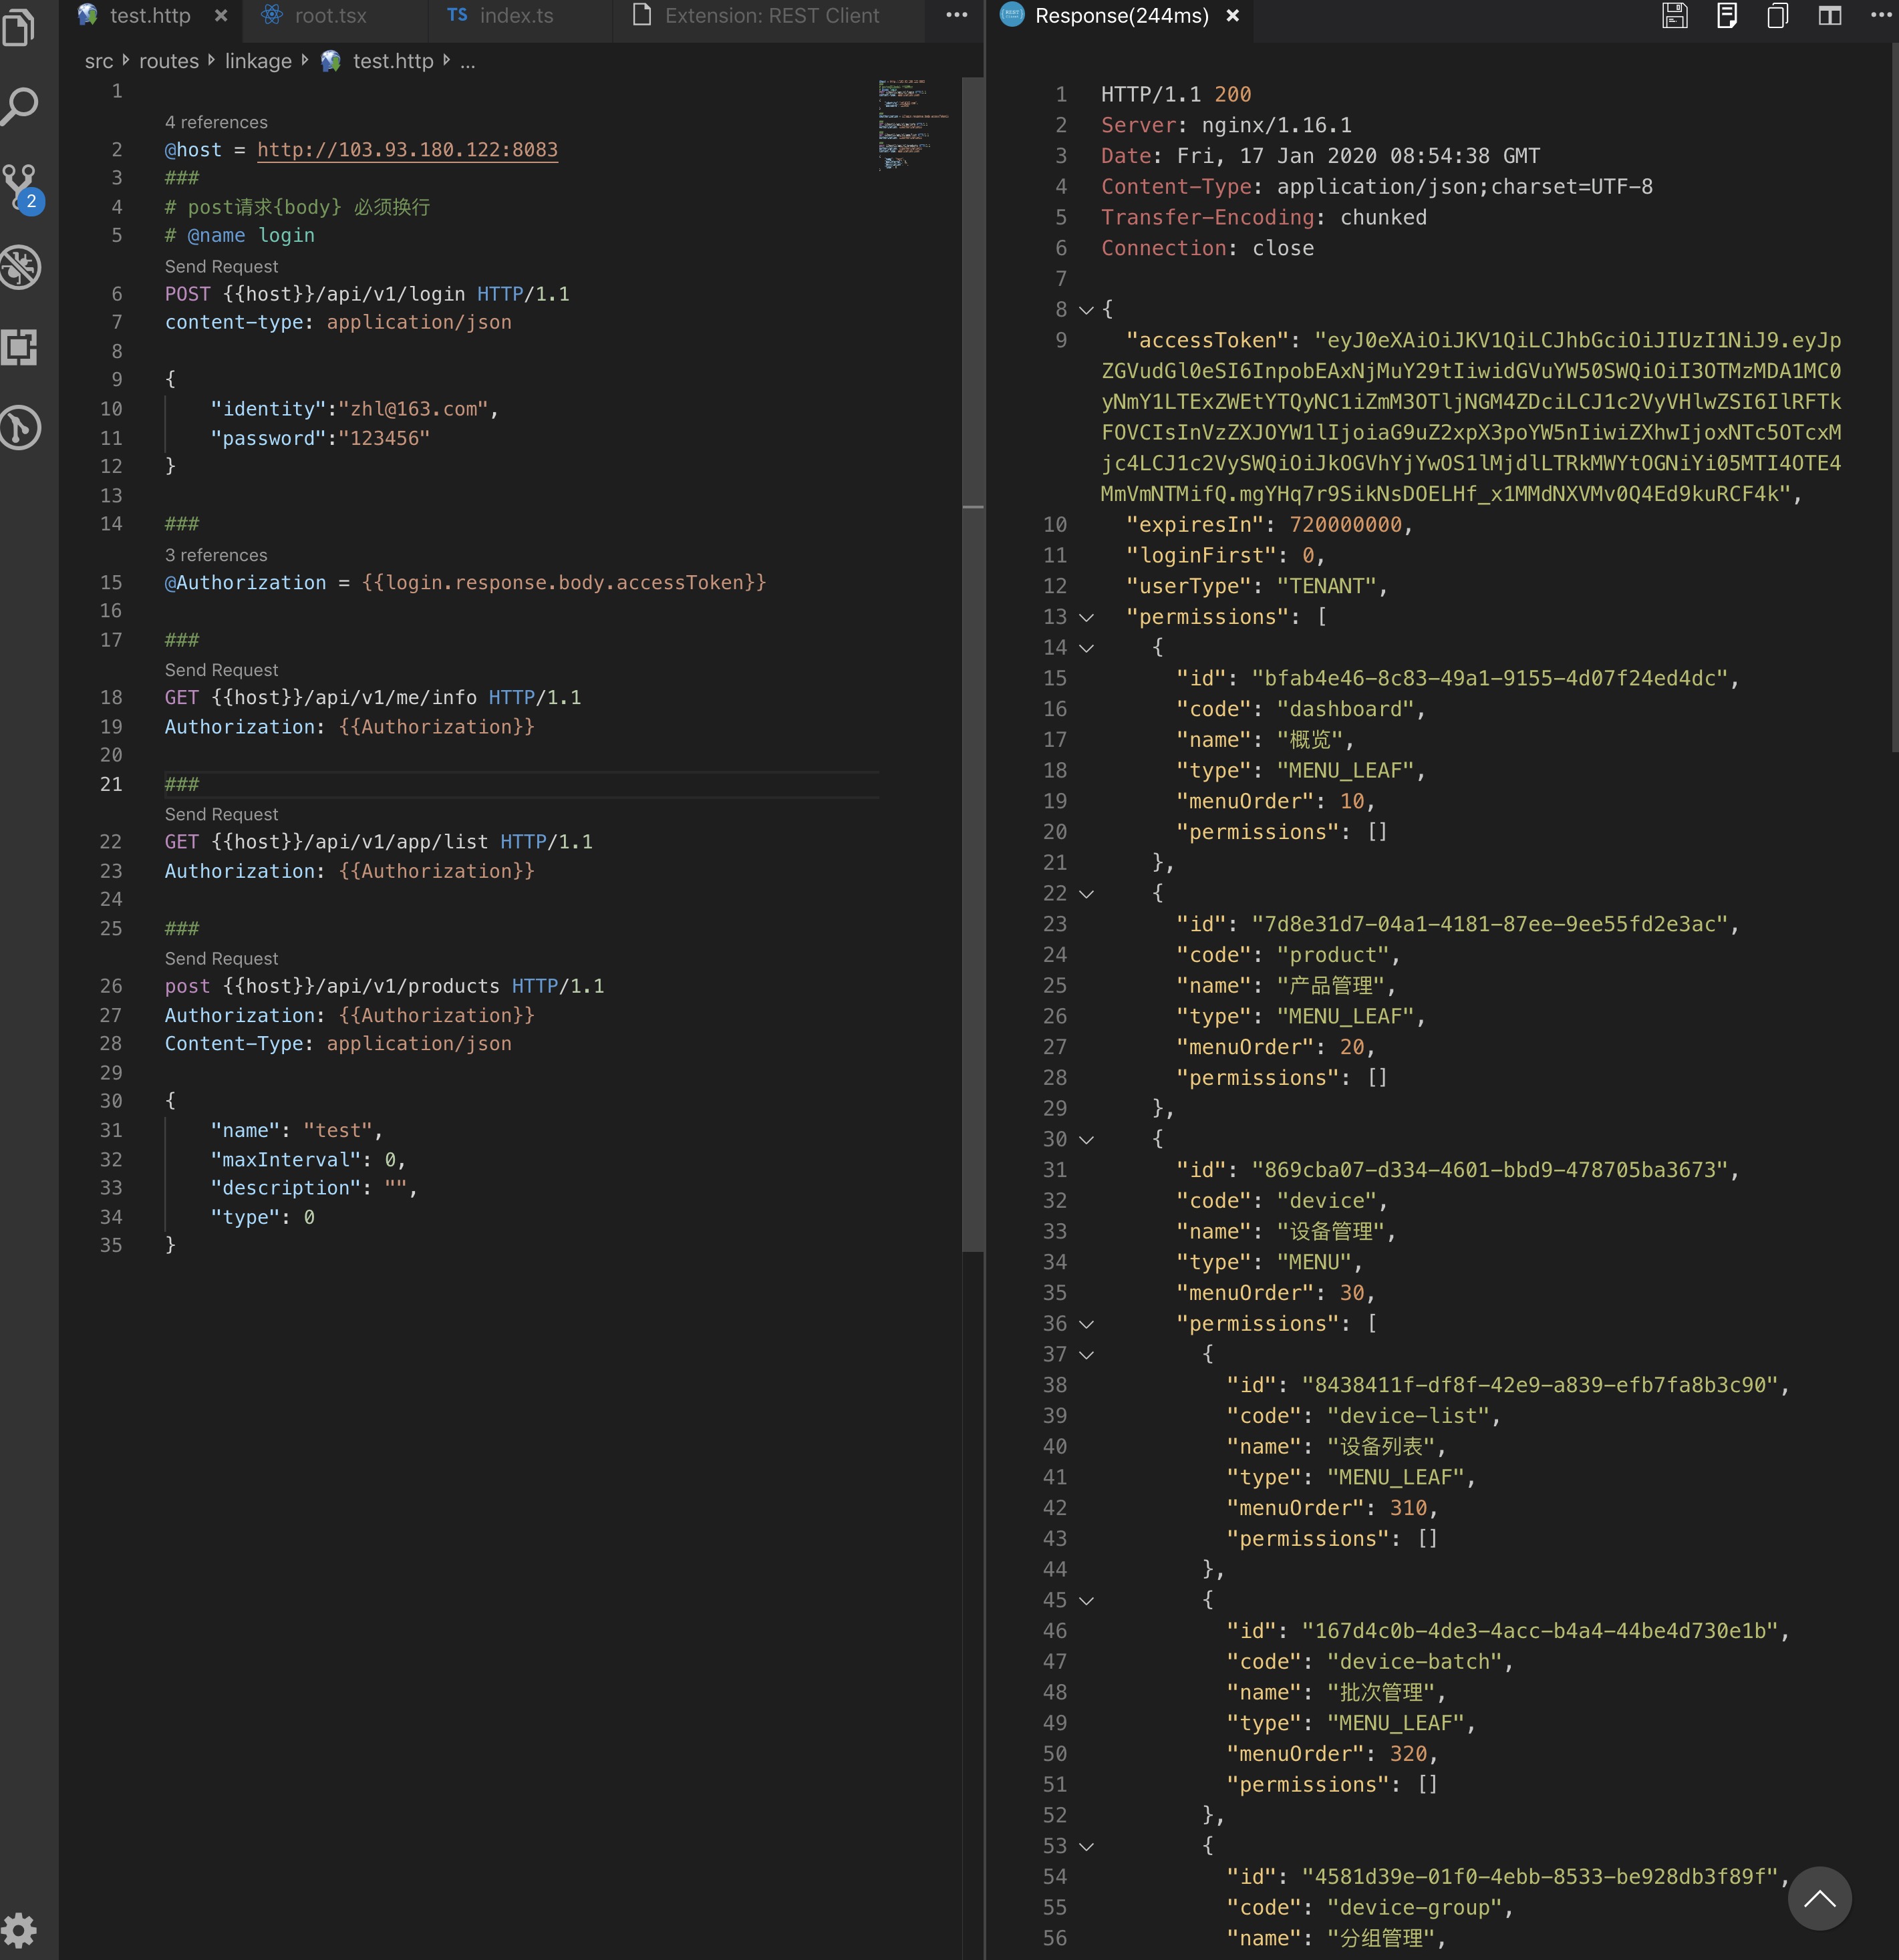 test.http
root.tsx
TS index.ts
Extension: REST Client
src routes linkage test.http ...
2
1
4 references
2 @host = http://103.93.180.122:8083
3 ###
4 # post请求{body} 必须换行
5 # @name login
Send Request
6 POST {{host}}/api/v1/login HTTP/1.1
7 content-type: application/json
8
9 {
10 "identity":"zhl@163.com",
11 "password":"123456"
12 }
13
14 ###
3 references
15 @Authorization = {{login.response.body.accessToken}}
16
17 ###
Send Request
18 GET {{host}}/api/v1/me/info HTTP/1.1
19 Authorization: {{Authorization}}
20
21 ###
Send Request
22 GET {{host}}/api/v1/app/list HTTP/1.1
23 Authorization: {{Authorization}}
24
25 ###
Send Request
26 post {{host}}/api/v1/products HTTP/1.1
27 Authorization: {{Authorization}}
28 Content-Type: application/json
29
30 {
31 "name": "test",
32 "maxInterval": 0,
33 "description": "",
34 "type": 0
35 }
Response(244ms)
1 HTTP/1.1 200
2 Server: nginx/1.16.1
3 Date: Fri, 17 Jan 2020 08:54:38 GMT
4 Content-Type: application/json;charset=UTF-8
5 Transfer-Encoding: chunked
6 Connection: close
7
8 {
9 "accessToken": "eyJ0eXAiOiJKV1QiLCJhbGciOiJIUzI1NiJ9.eyJp
ZGVudGl0eSI6InpobEAxNjMuY29tIiwidGVuYW50SWQiOiI3OTMzMDA1MC0
yNmY1LTExZWEtYTQyNC1iZmM3OTljNGM4ZDciLCJ1c2VyVHlwZSI6IlRFTk
FOVCIsInVzZXJOYW1lIjoiaG9uZ2xpX3poYW5nIiwiZXhwIjoxNTc5OTcxM
jc4LCJ1c2VySWQiOiJkOGVhYjYwOS1lMjdlLTRkMWYtOGNiYi05MTI4OTE4
MmVmNTMifQ.mgYHq7r9SikNsDOELHf_x1MMdNXVMv0Q4Ed9kuRCF4k",
10 "expiresIn": 720000000,
11 "loginFirst": 0,
12 "userType": "TENANT",
13 "permissions": [
14 {
15 "id": "bfab4e46-8c83-49a1-9155-4d07f24ed4dc",
16 "code": "dashboard",
17 "name": "概览",
18 "type": "MENU_LEAF",
19 "menuOrder": 10,
20 "permissions": []
21 },
22 {
23 "id": "7d8e31d7-04a1-4181-87ee-9ee55fd2e3ac",
24 "code": "product",
25 "name": "产品管理",
26 "type": "MENU_LEAF",
27 "menuOrder": 20,
28 "permissions": []
29 },
30 {
31 "id": "869cba07-d334-4601-bbd9-478705ba3673",
32 "code": "device",
33 "name": "设备管理",
34 "type": "MENU",
35 "menuOrder": 30,
36 "permissions": [
37 {
38 "id": "8438411f-df8f-42e9-a839-efb7fa8b3c90",
39 "code": "device-list",
40 "name": "设备列表",
41 "type": "MENU_LEAF",
42 "menuOrder": 310,
43 "permissions": []
44 },
45 {
46 "id": "167d4c0b-4de3-4acc-b4a4-44be4d730e1b",
47 "code": "device-batch",
48 "name": "批次管理",
49 "type": "MENU_LEAF",
50 "menuOrder": 320,
51 "permissions": []
52 },
53 {
54 "id": "4581d39e-01f0-4ebb-8533-be928db3f89f",
55 "code": "device-group",
56 "name": "分组管理",